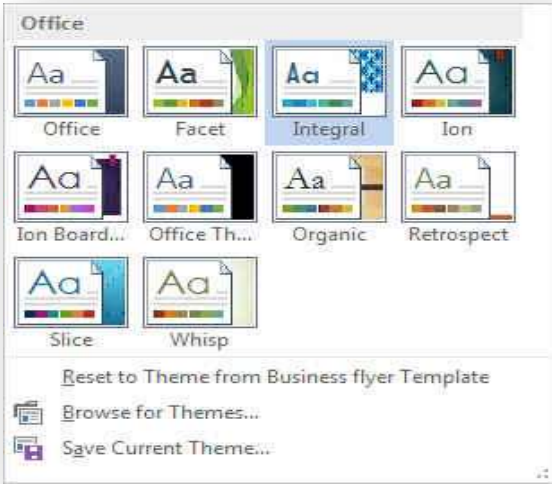 Office
Aa Aa Aa Aa
Office Facet Integral Ion
Aa Aa Aa Aa
Ion Board... Office Th... Organic Retrospect
Aa Aa
Slice Whisp
Reset to Theme from Business flyer Template
Browse for Themes...
Save Current Theme...